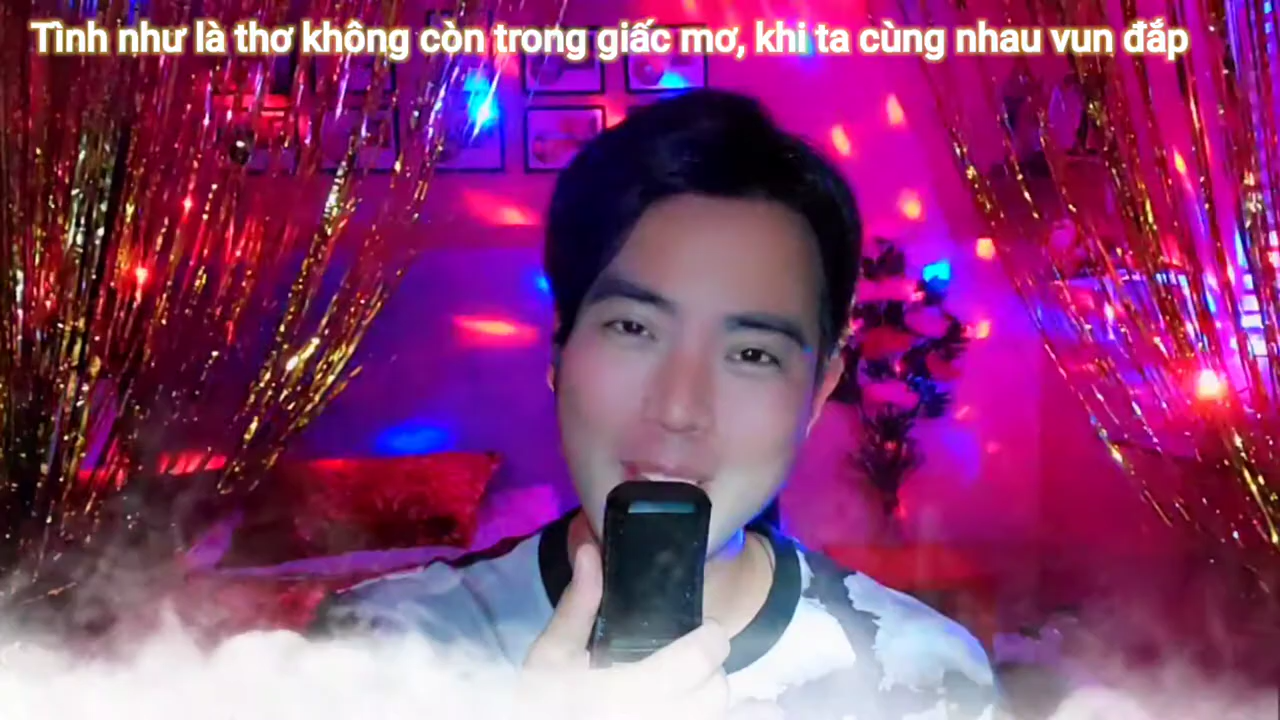 Tình như là thơ không còn trong giấc mơ, khi ta cùng nhau vun đắp